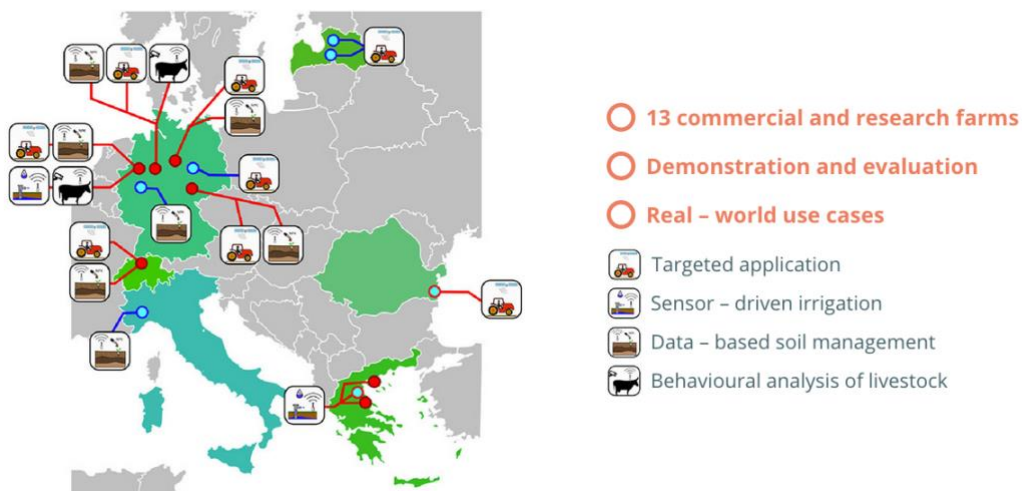 13 commercial and research farms
Demonstration and evaluation
Real – world use cases
Targeted application
Sensor – driven irrigation
Data – based soil management
Behavioural analysis of livestock